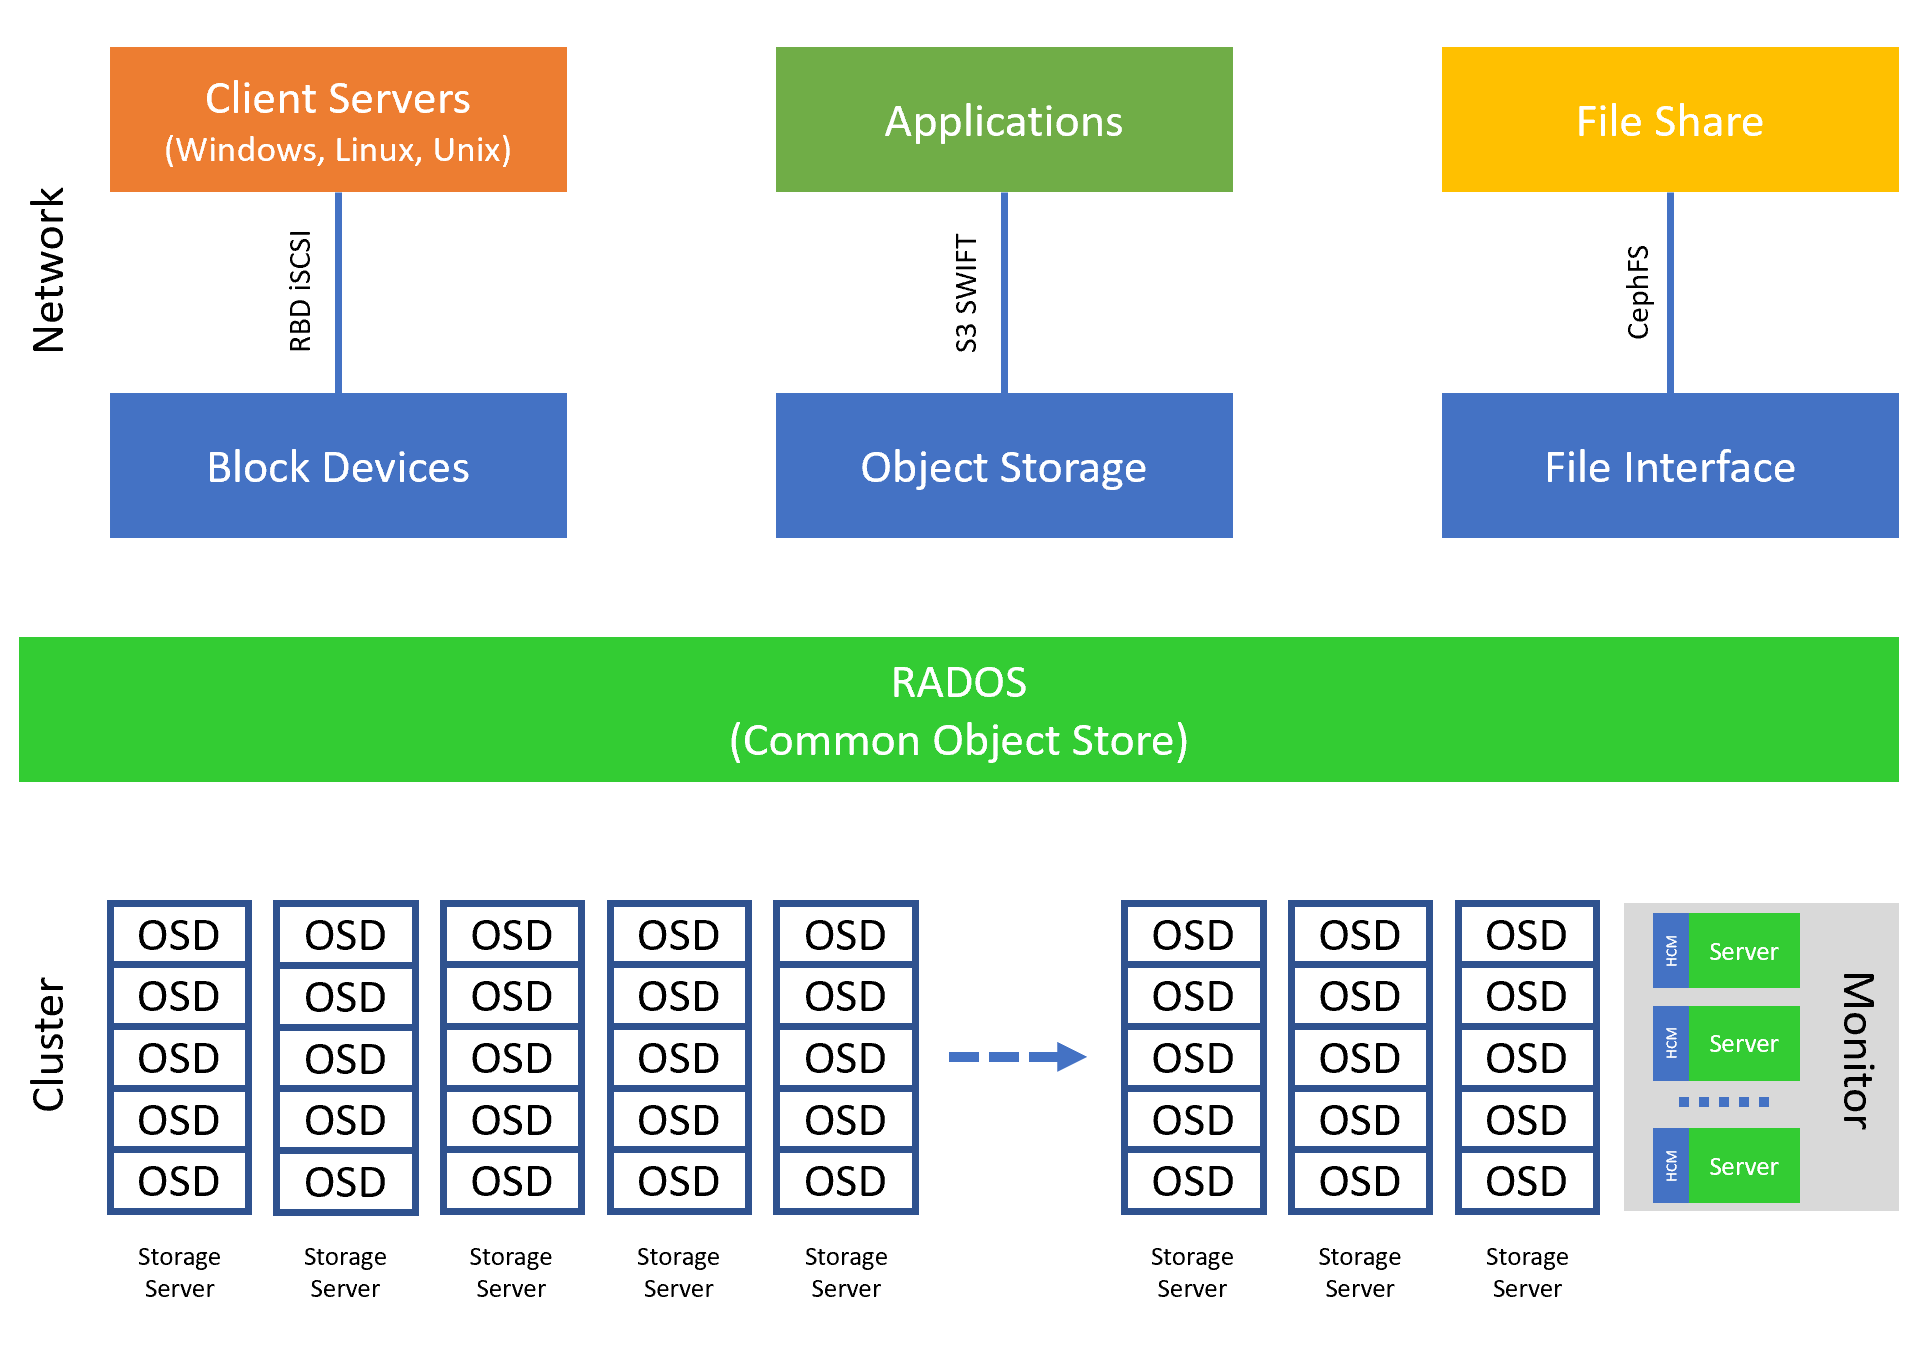 Network
Client Servers
(Windows, Linux, Unix)
Applications
File Share
RBD iSCSI
S3 SWIFT
CephFS
Block Devices
Object Storage
File Interface
RADOS
(Common Object Store)
Cluster
OSD OSD OSD OSD OSD OSD OSD OSD
OSD OSD OSD OSD OSD OSD OSD OSD
OSD OSD OSD OSD OSD OSD OSD OSD
OSD OSD OSD OSD OSD OSD OSD OSD
OSD OSD OSD OSD OSD OSD OSD OSD
HCM Server
HCM Server
HCM Server
Monitor
Storage Storage Storage Storage Storage Storage Storage Storage
Server Server Server Server Server Server Server Server